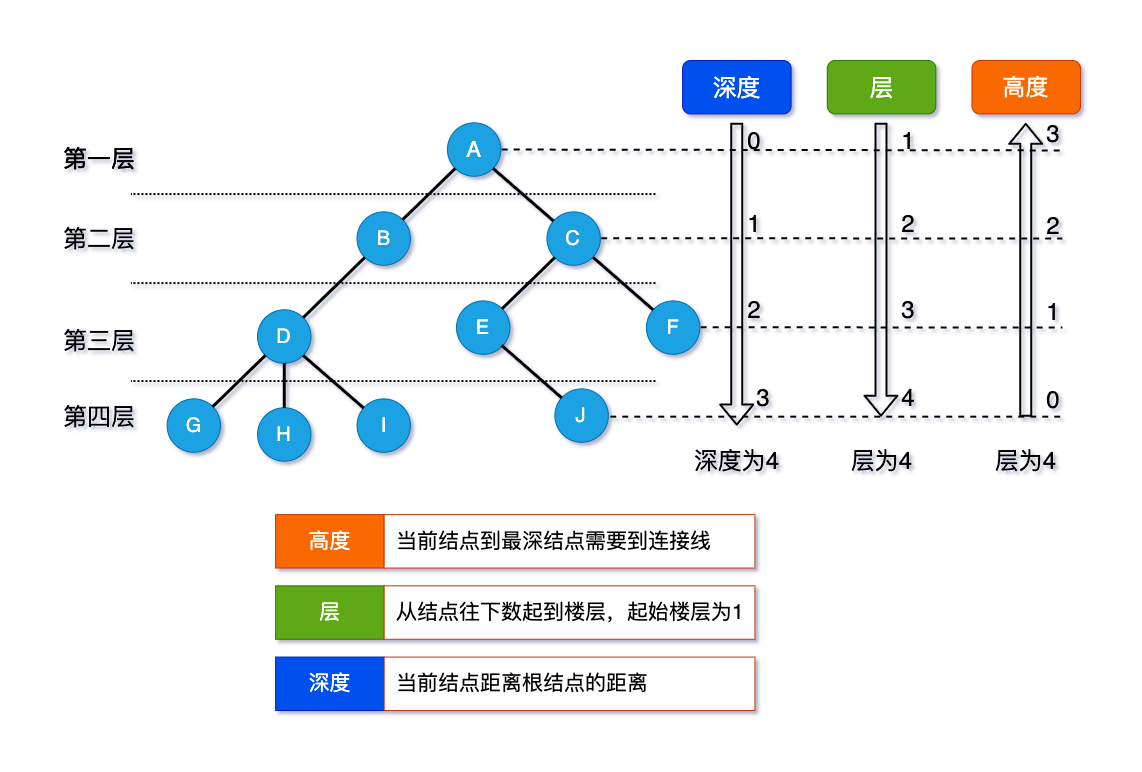 深度
层
高度
第一层
A
0
1
3
第二层
B
C
1
2
2
第三层
D
E
F
2
3
1
第四层
G
H
I
J
3
4
0
深度为4
层为4
层为4
高度
当前结点到最深结点需要到连接线
层
从结点往下数起到楼层，起始楼层为1
深度
当前结点距离根结点的距离